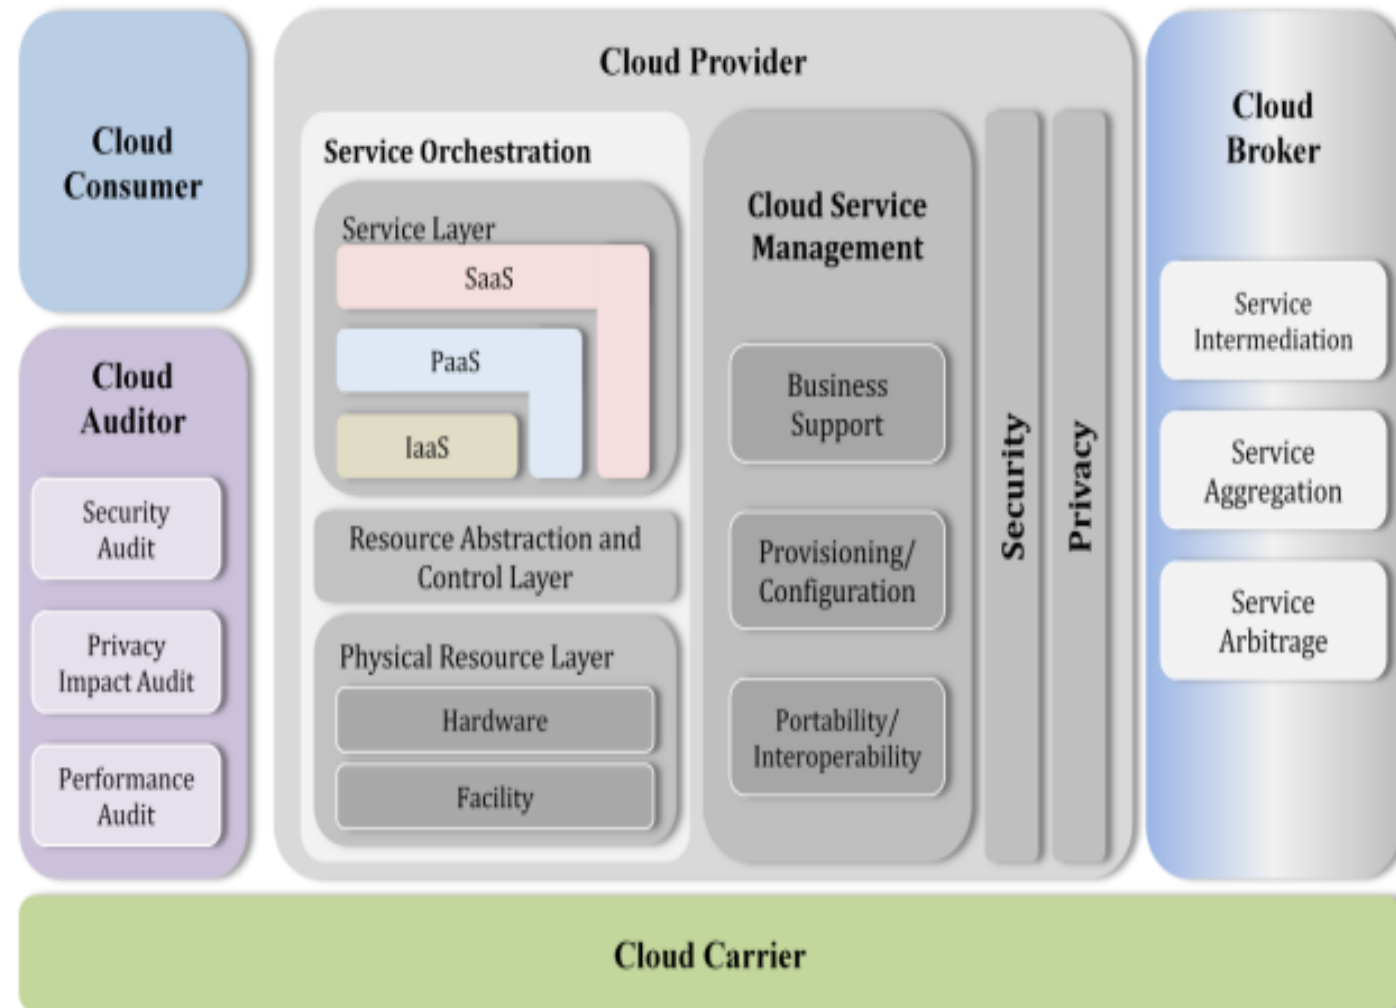 Cloud
Consumer
Cloud
Auditor
Security
Audit
Privacy
Impact Audit
Performance
Audit
Cloud Provider
Service Orchestration
Service Layer
SaaS
PaaS
IaaS
Resource Abstraction and
Control Layer
Physical Resource Layer
Hardware
Facility
Cloud Service
Management
Business
Support
Provisioning/
Configuration
Portability/
Interoperability
Security
Privacy
Cloud
Broker
Service
Intermediation
Service
Aggregation
Service
Arbitrage
Cloud Carrier